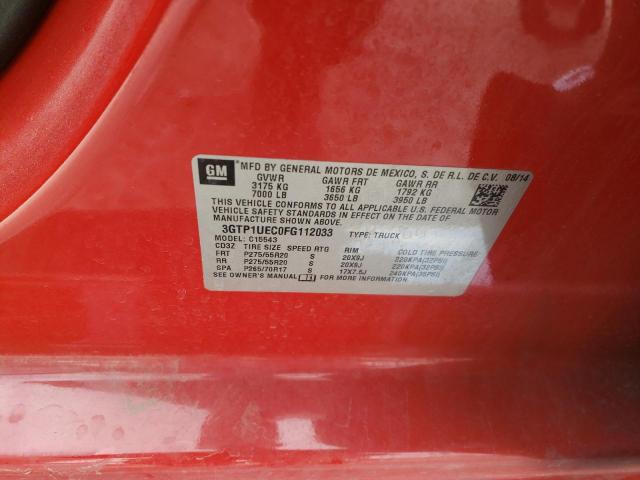 GM *MFD BY GENERAL MOTORS DE MEXICO, S. DE R.L. DE C.V. 08/14
GVWR GAWR FRT GAWR RR
3175 KG 1656 KG 1792 KG
7000 LB 3650 LB 3950 LB
THIS VEHICLE CONFORMS TO ALL APPLICABLE U.S. FEDERAL MOTOR
VEHICLE SAFETY STANDARDS IN EFFECT ON THE DATE OF
MANUFACTURE SHOWN ABOVE.
3GTP1UEC0FG112033 TYPE: TRUCK
MODEL: C15543
CD3Z TIRE SIZE SPEED RTG RIM COLD TIRE PRESSURE
FRT P275/55R20 S 20X9J 220KPA(32PSI)
RR P275/55R20 S 20X9J 220KPA(32PSI)
SPA P265/70R17 S 17X7.5J 240KPA(35PSI)
SEE OWNER'S MANUAL FOR MORE INFORMATION.